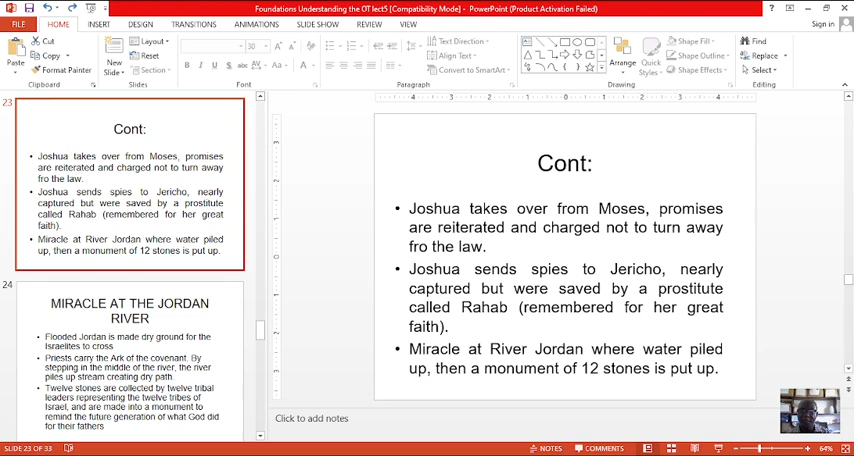 Foundations Understanding the OT lect5 [Compatibility Mode] - PowerPoint (Product Activation Failed)
FILE HOME INSERT DESIGN TRANSITIONS ANIMATIONS SLIDE SHOW REVIEW VIEW Sign in
Cut
Copy
Format Painter
Paste
Clipboard
New
Slide
Layout
Reset
Section
Slides
30
Font
Text Direction
Align Text
Convert to SmartArt
Paragraph
Arrange
Quick
Styles
Shape Fill
Shape Outline
Shape Effects
Drawing
Find
Replace
Select
Editing
23
Cont:
• Joshua takes over from Moses, promises
are reiterated and charged not to turn away
fro the law.
• Joshua sends spies to Jericho, nearly
captured but were saved by a prostitute
called Rahab (remembered for her great
faith).
• Miracle at River Jordan where water piled
up, then a monument of 12 stones is put up.
24
MIRACLE AT THE JORDAN
RIVER
• Flooded Jordan is made dry ground for the
Israelites to cross
• Priests carry the Ark of the covenant. By
stepping in the middle of the river, the river
piles up stream creating dry path.
• Twelve stones are collected by twelve tribal
leaders representing the twelve tribes of
Israel, and are made into a monument to
remind the future generation of what God did
for their fathers
Cont:
• Joshua takes over from Moses, promises
are reiterated and charged not to turn away
fro the law.
• Joshua sends spies to Jericho, nearly
captured but were saved by a prostitute
called Rahab (remembered for her great
faith).
• Miracle at River Jordan where water piled
up, then a monument of 12 stones is put up.
Click to add notes
SLIDE 23 OF 33 NOTES COMMENTS 64%